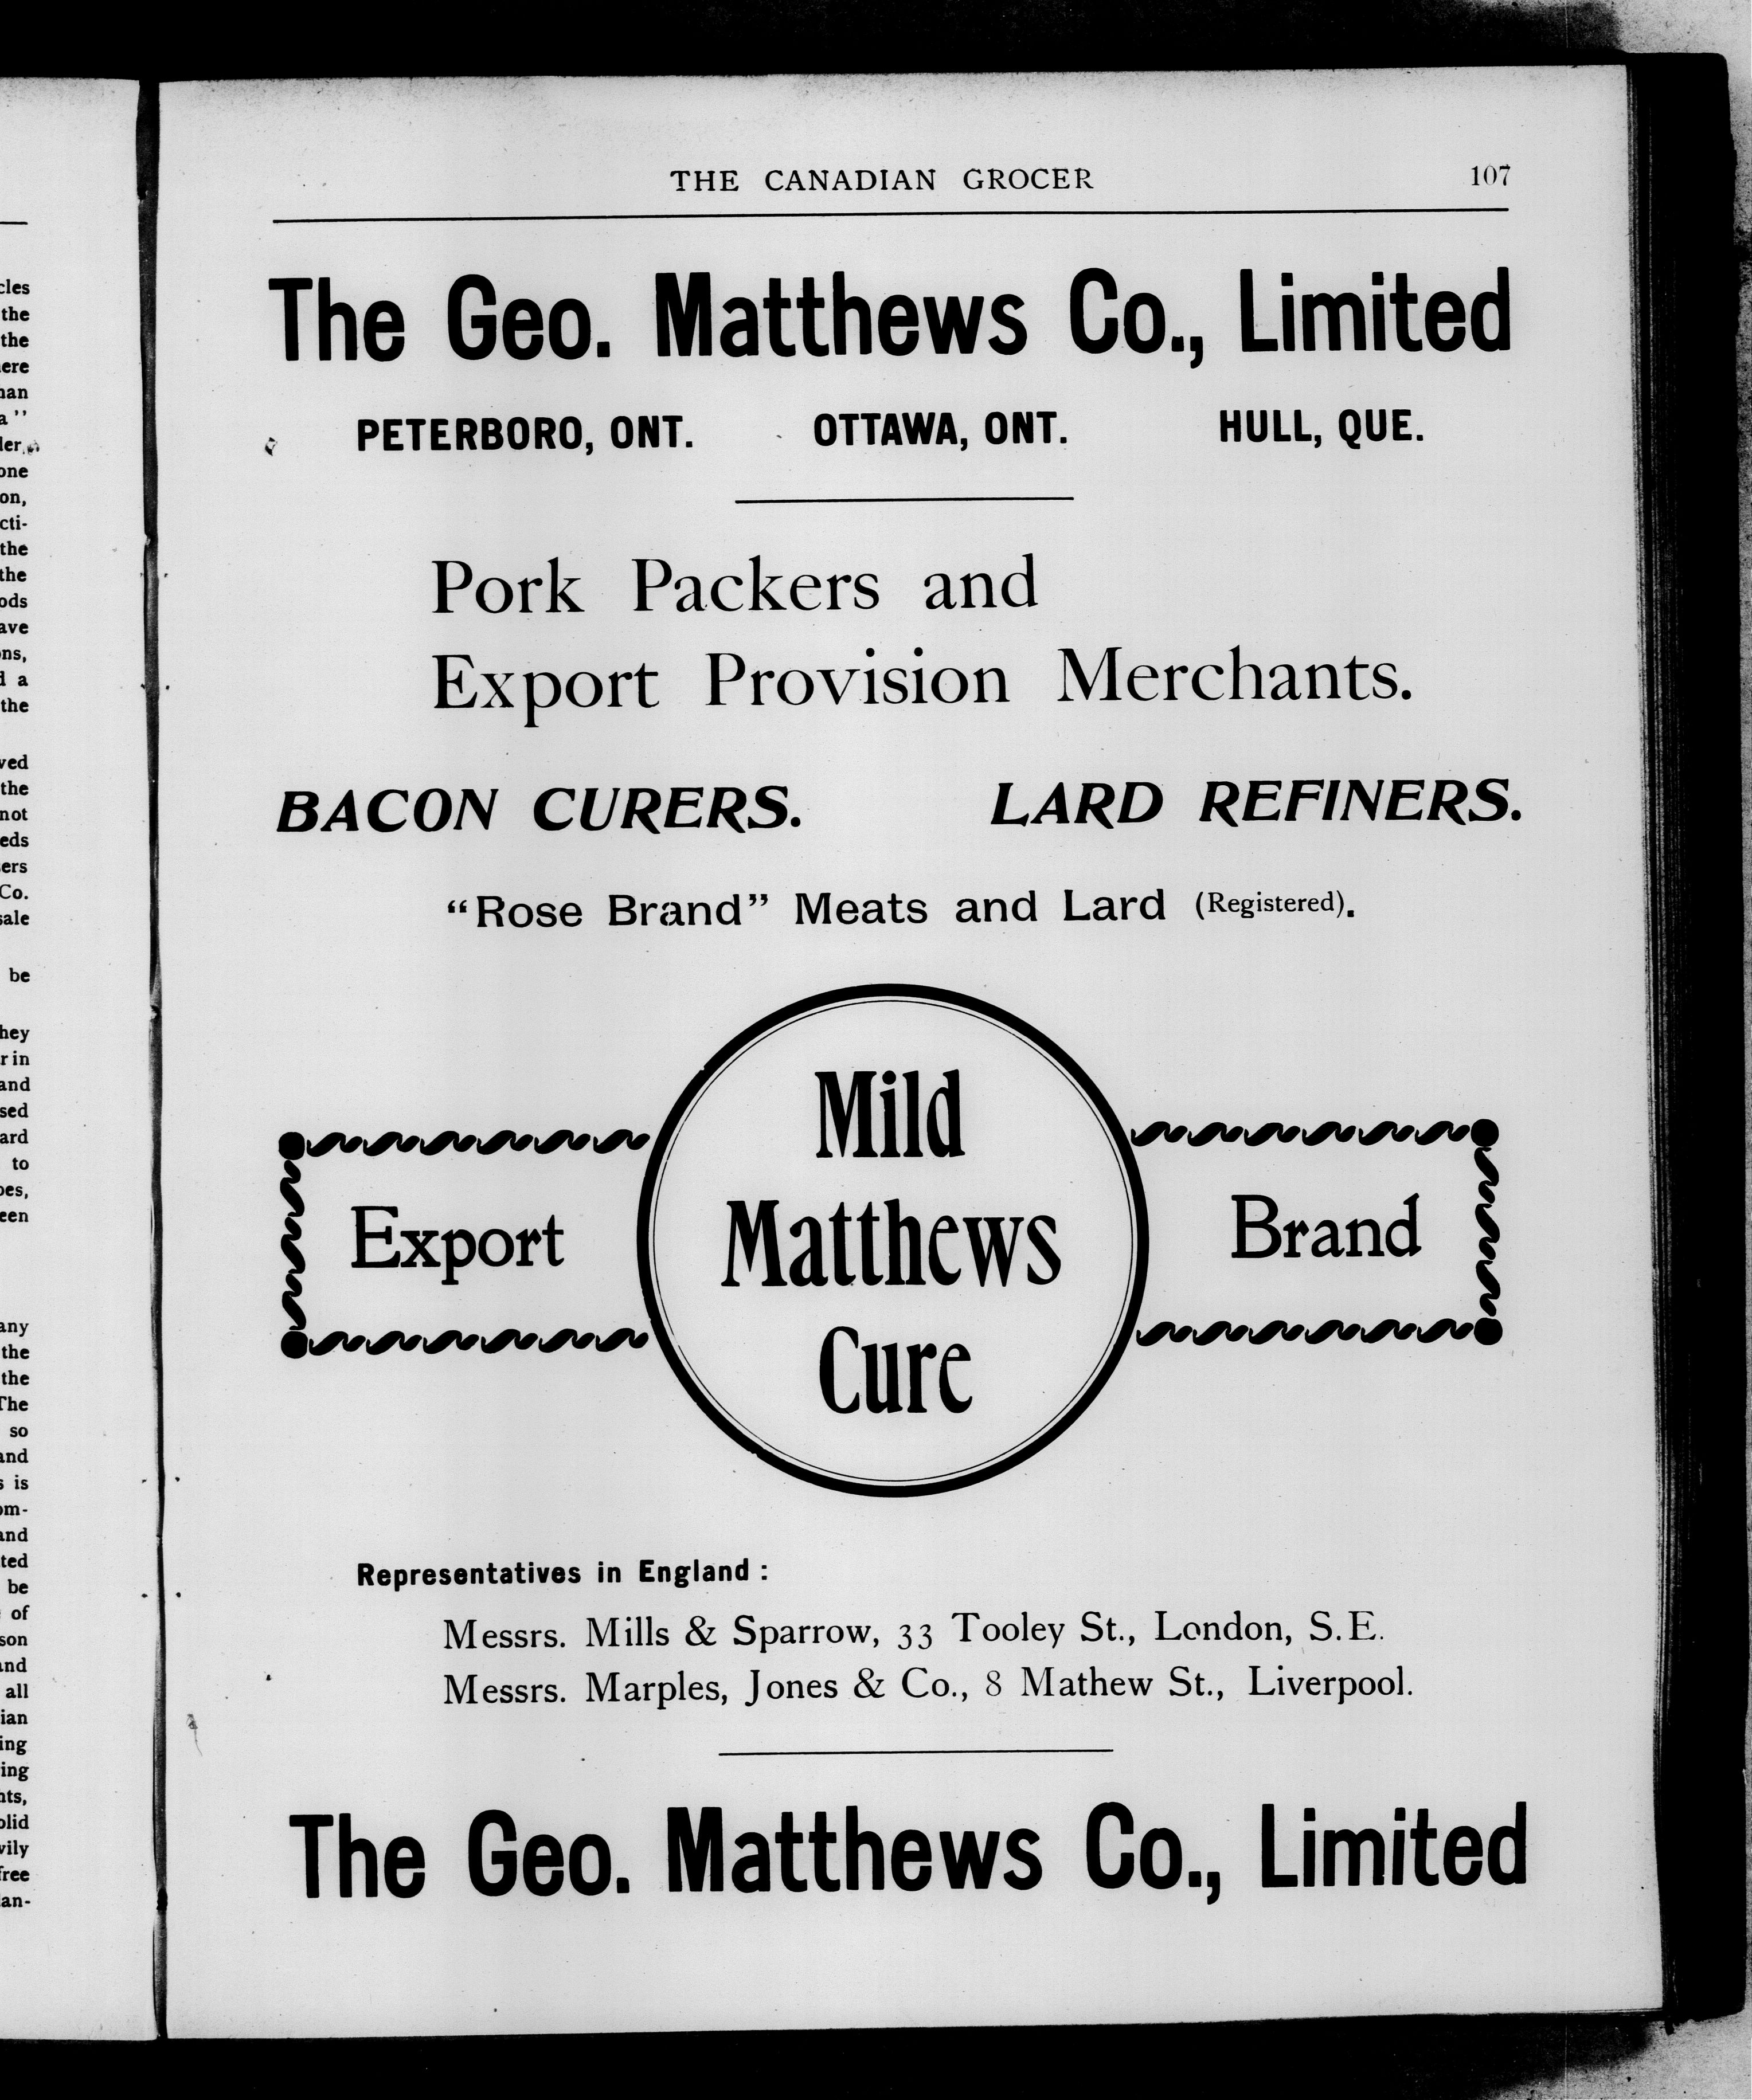 THE CANADIAN GROCER 107
The Geo. Matthews Co., Limited
PETERBORO, ONT. OTTAWA, ONT. HULL, QUE.
Pork Packers and
Export Provision Merchants.
BACON CURERS. LARD REFINERS.
“Rose Brand” Meats and Lard (Registered).
Mild
Export Matthews Brand
Cure
Representatives in England :
Messrs. Mills & Sparrow, 33 Tooley St., London, S.E.
Messrs. Marples, Jones & Co., 8 Mathew St., Liverpool.
The Geo. Matthews Co., Limited